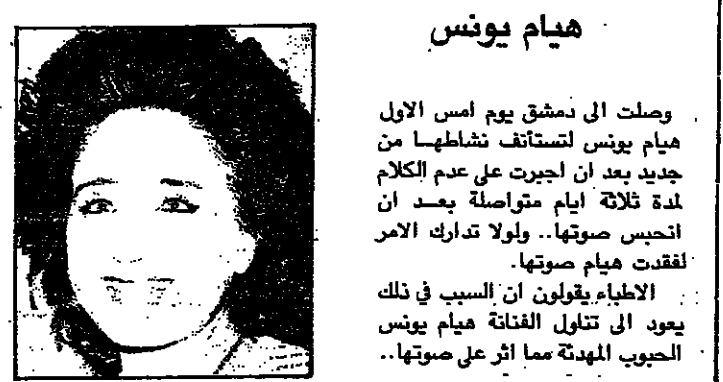 هيام يونس
وصلت الى دمشق يوم امس الاول
هيام يونس لتستأنف نشاطهـا من
جديد بعد ان اجبرت على عدم الكلام
لمدة ثلاثة ايام متواصلة بعـد ان
انحبس صوتها.. ولولا تدارك الامر
لفقدت هيام صوتها.
الاطباء يقولون ان السبب في ذلك
يعود الى تناول الفنانة هيام يونس
الحبوب المهدئة مما اثر على صوتها..